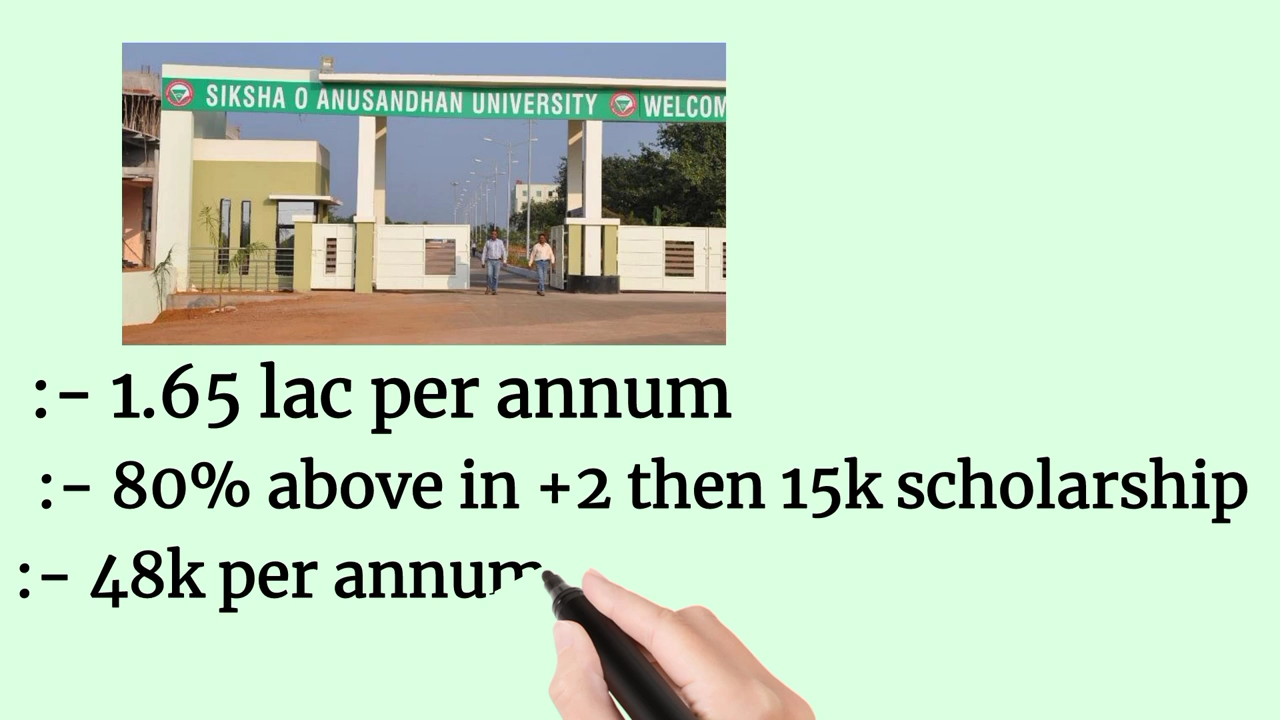 SIKSHA O ANUSANDHAN UNIVERSITY WELCOM
:- 1.65 lac per annum
:- 80% above in +2 then 15k scholarship
:- 48k per annum